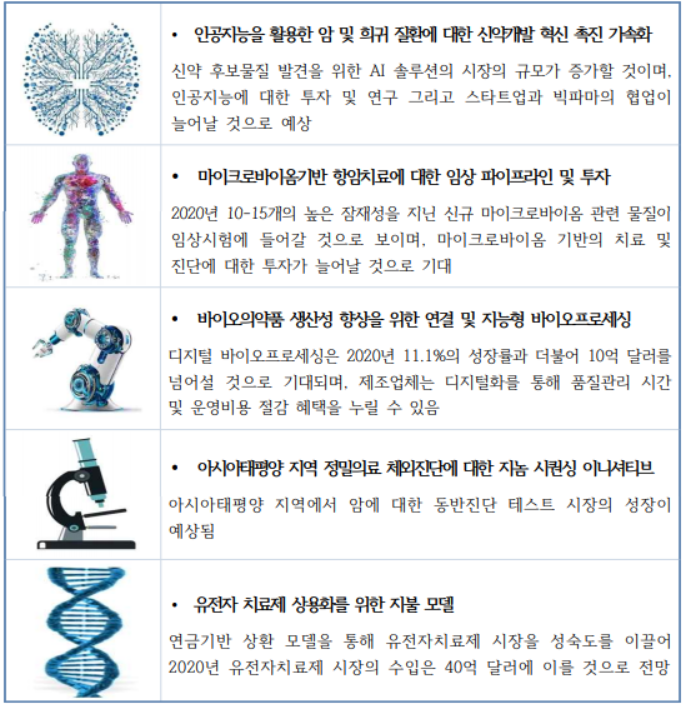 • 인공지능을 활용한 암 및 희귀 질환에 대한 신약개발 혁신 촉진 가속화
신약 후보물질 발견을 위한 AI 솔루션의 시장의 규모가 증가할 것이며,
인공지능에 대한 투자 및 연구 그리고 스타트업과 빅파마의 협업이
늘어날 것으로 예상
• 마이크로바이옴기반 항암치료에 대한 임상 파이프라인 및 투자
2020년 10-15개의 높은 잠재성을 지닌 신규 마이크로바이옴 관련 물질이
임상시험에 들어갈 것으로 보이며, 마이크로바이옴 기반의 치료 및
진단에 대한 투자가 늘어날 것으로 기대
• 바이오의약품 생산성 향상을 위한 연결 및 지능형 바이오프로세싱
디지털 바이오프로세싱은 2020년 11.1%의 성장률과 더불어 10억 달러를
넘어설 것으로 기대되며, 제조업체는 디지털화를 통해 품질관리 시간
및 운영비용 절감 혜택을 누릴 수 있음
• 아시아태평양 지역 정밀의료 체외진단에 대한 지놈 시퀀싱 이니셔티브
아시아태평양 지역에서 암에 대한 동반진단 테스트 시장의 성장이
예상됨
• 유전자 치료제 상용화를 위한 지불 모델
연금기반 상환 모델을 통해 유전자치료제 시장을 성숙도를 이끌어
2020년 유전자치료제 시장의 수입은 40억 달러에 이를 것으로 전망